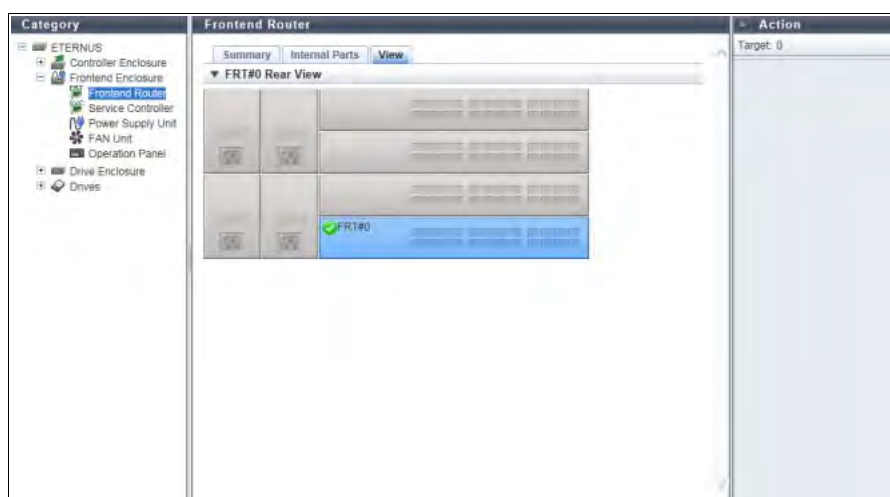 Category
ETERNUS
Controller Enclosure
Frontend Enclosure
Frontend Router
Service Controller
Power Supply Unit
FAN Unit
Operation Panel
Drive Enclosure
Drives
Frontend Router
Summary
Internal Parts
View
FRT#0 Rear View
FRT#0
Action
Target: 0